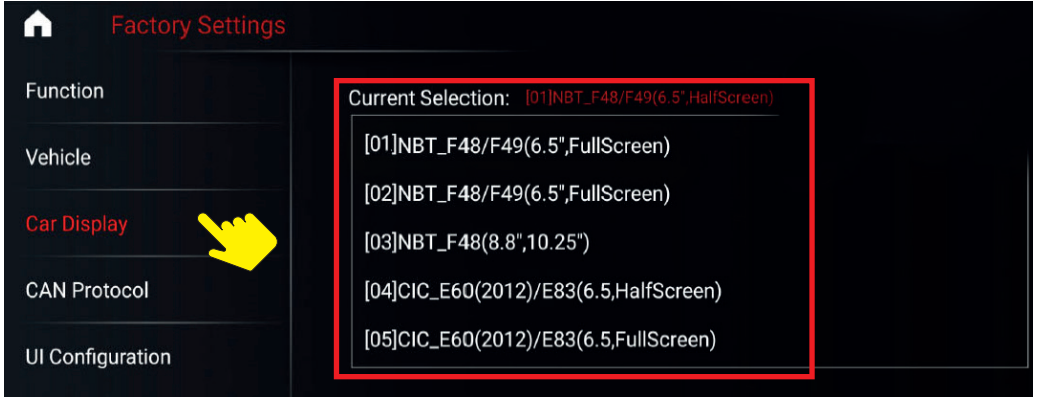 Factory Settings
Function
Vehicle
Car Display
CAN Protocol
UI Configuration
Current Selection: [01]NBT_F48/F49(6.5",HalfScreen)
[01]NBT_F48/F49(6.5",FullScreen)
[02]NBT_F48/F49(6.5",FullScreen)
[03]NBT_F48(8.8",10.25")
[04]CIC_E60(2012)/E83(6.5,HalfScreen)
[05]CIC_E60(2012)/E83(6.5,FullScreen)